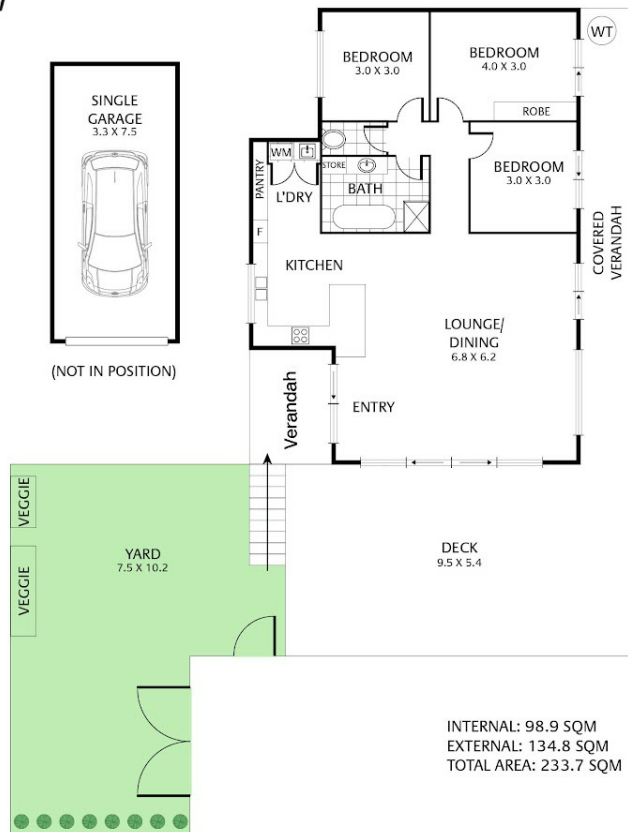 WT
BEDROOM
3.0 X 3.0
BEDROOM
4.0 X 3.0
ROBE
SINGLE
GARAGE
3.3 X 7.5
WM
STORE
BATH
BEDROOM
3.0 X 3.0
PANTRY
L'DRY
F
KITCHEN
COVERED
VERANDAH
LOUNGE/
DINING
6.8 X 6.2
(NOT IN POSITION)
Verandah
ENTRY
VEGGIE
VEGGIE
YARD
7.5 X 10.2
DECK
9.5 X 5.4
INTERNAL: 98.9 SQM
EXTERNAL: 134.8 SQM
TOTAL AREA: 233.7 SQM